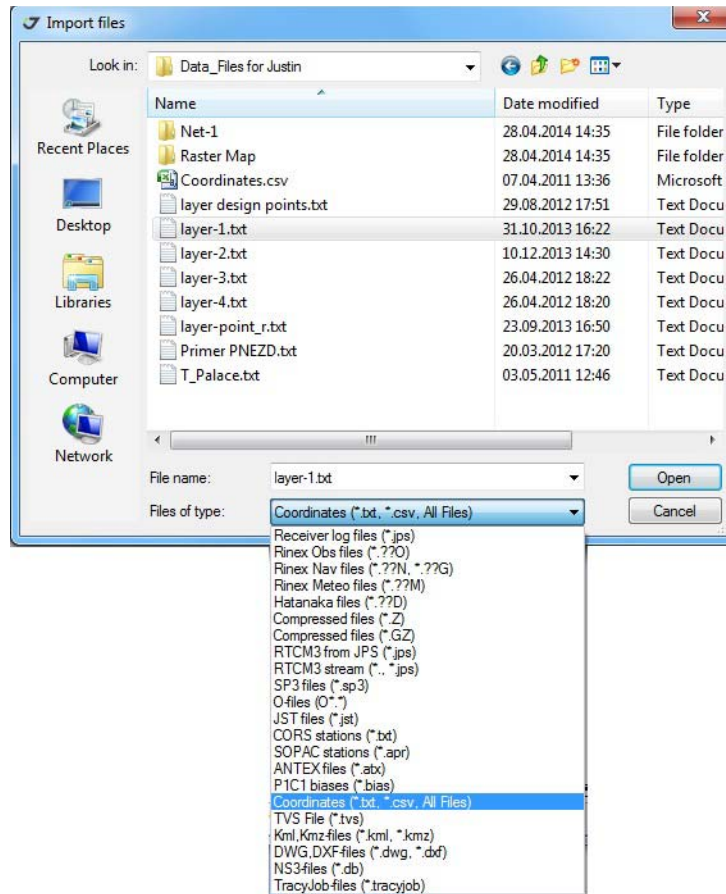 Import files
Look in: Data_Files for Justin
Recent Places
Desktop
Libraries
Computer
Network
Name Date modified Type
Net-1 28.04.2014 14:35 File folder
Raster Map 28.04.2014 14:35 File folder
Coordinates.csv 07.04.2011 13:36 Microsoft
layer design points.txt 29.08.2012 17:51 Text Docu
layer-1.txt 31.10.2013 16:22 Text Docu
layer-2.txt 10.12.2013 14:30 Text Docu
layer-3.txt 26.04.2012 18:22 Text Docu
layer-4.txt 26.04.2012 18:20 Text Docu
layer-point_r.txt 23.09.2013 16:50 Text Docu
Primer PNEZD.txt 20.03.2012 17:20 Text Docu
T_Palace.txt 03.05.2011 12:46 Text Docu
File name: layer-1.txt Open
Files of type: Coordinates (*.txt, *.csv, All Files) Cancel
Receiver log files (*.jps)
Rinex Obs files (*.??O)
Rinex Nav files (*.??N, *.??G)
Rinex Meteo files (*.??M)
Hatanaka files (*.??D)
Compressed files (*.Z)
Compressed files (*.GZ)
RTCM3 from JPS (*.jps)
RTCM3 stream (*., *.jps)
SP3 files (*.sp3)
O-files (O*.*)
JST files (*.jst)
CORS stations (*.txt)
SOPAC stations (*.apr)
ANTEX files (*.atx)
P1C1 biases (*.bias)
Coordinates (*.txt, *.csv, All Files)
TVS File (*.tvs)
Kml,Kmz-files (*.kml, *.kmz)
DWG,DXF-files (*.dwg, *.dxf)
NS3-files (*.db)
TracyJob-files (*.tracyjob)